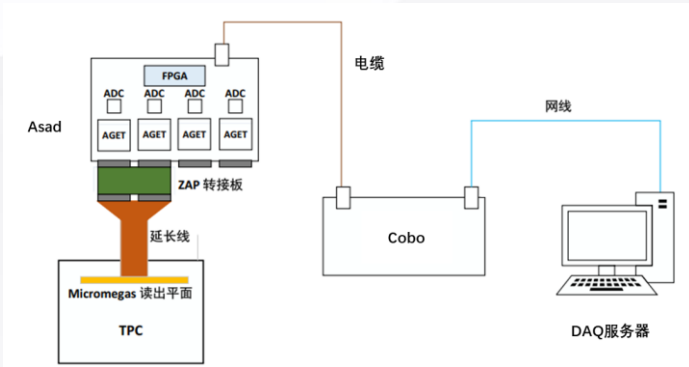 FPGA
ADC ADC ADC ADC
AGET AGET AGET AGET
Asad
ZAP 转接板
延长线
Micromegas 读出平面
TPC
电缆
Cobo
网线
DAQ服务器